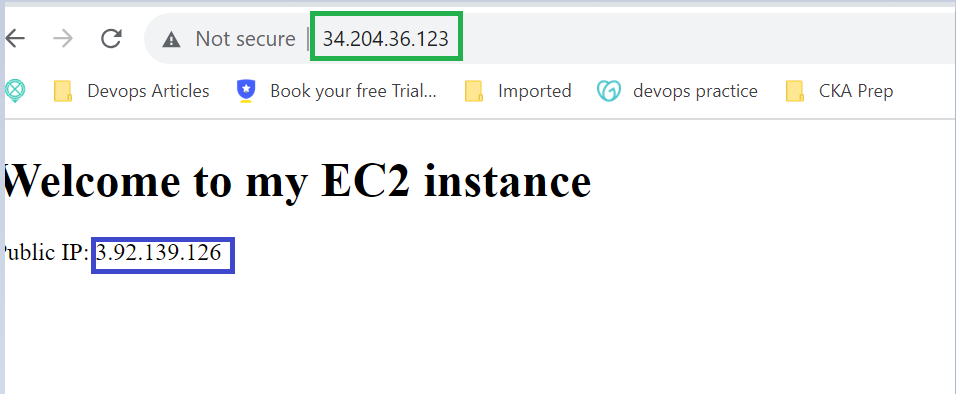 Not secure | 34.204.36.123
Devops Articles Book your free Trial... Imported devops practice CKA Prep
Welcome to my EC2 instance
Public IP: 3.92.139.126